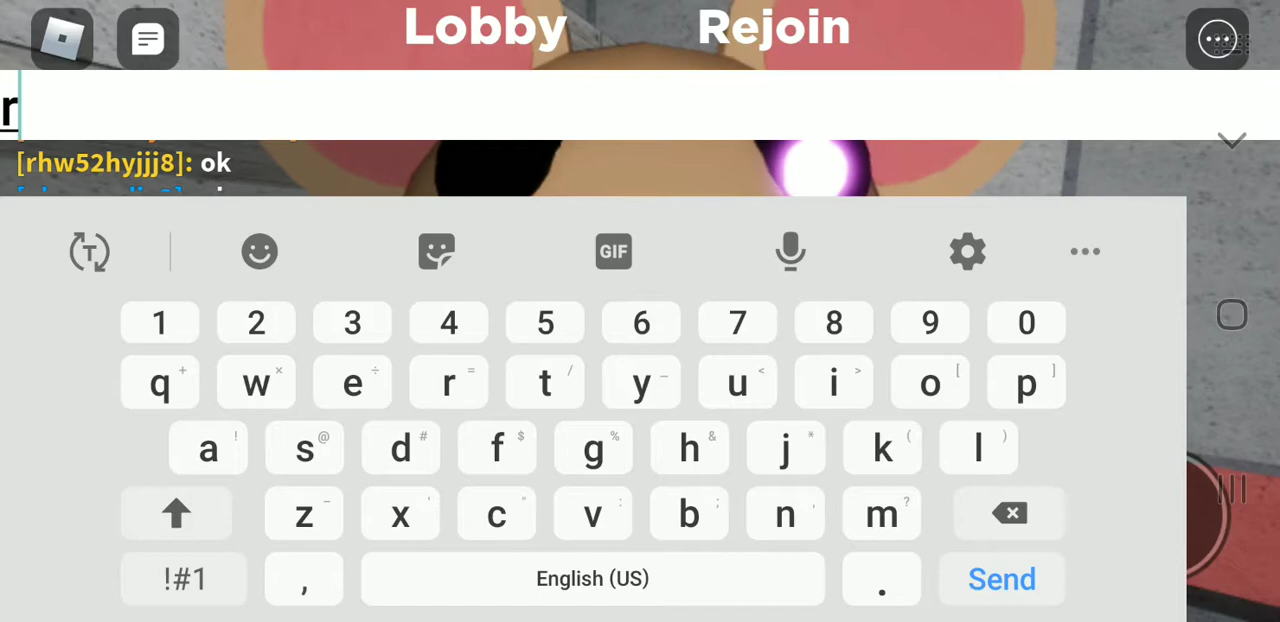 Lobby Rejoin
r
[rhw52hyjjj8]: ok
T GIF
1 2 3 4 5 6 7 8 9 0
q + w × e ÷ r = t / y _ u < i > o [ p ]
a ! s @ d # f $ g % h & j * k ( l )
z - x ' c " v : b ; n , m ?
!#1 , English (US) . Send